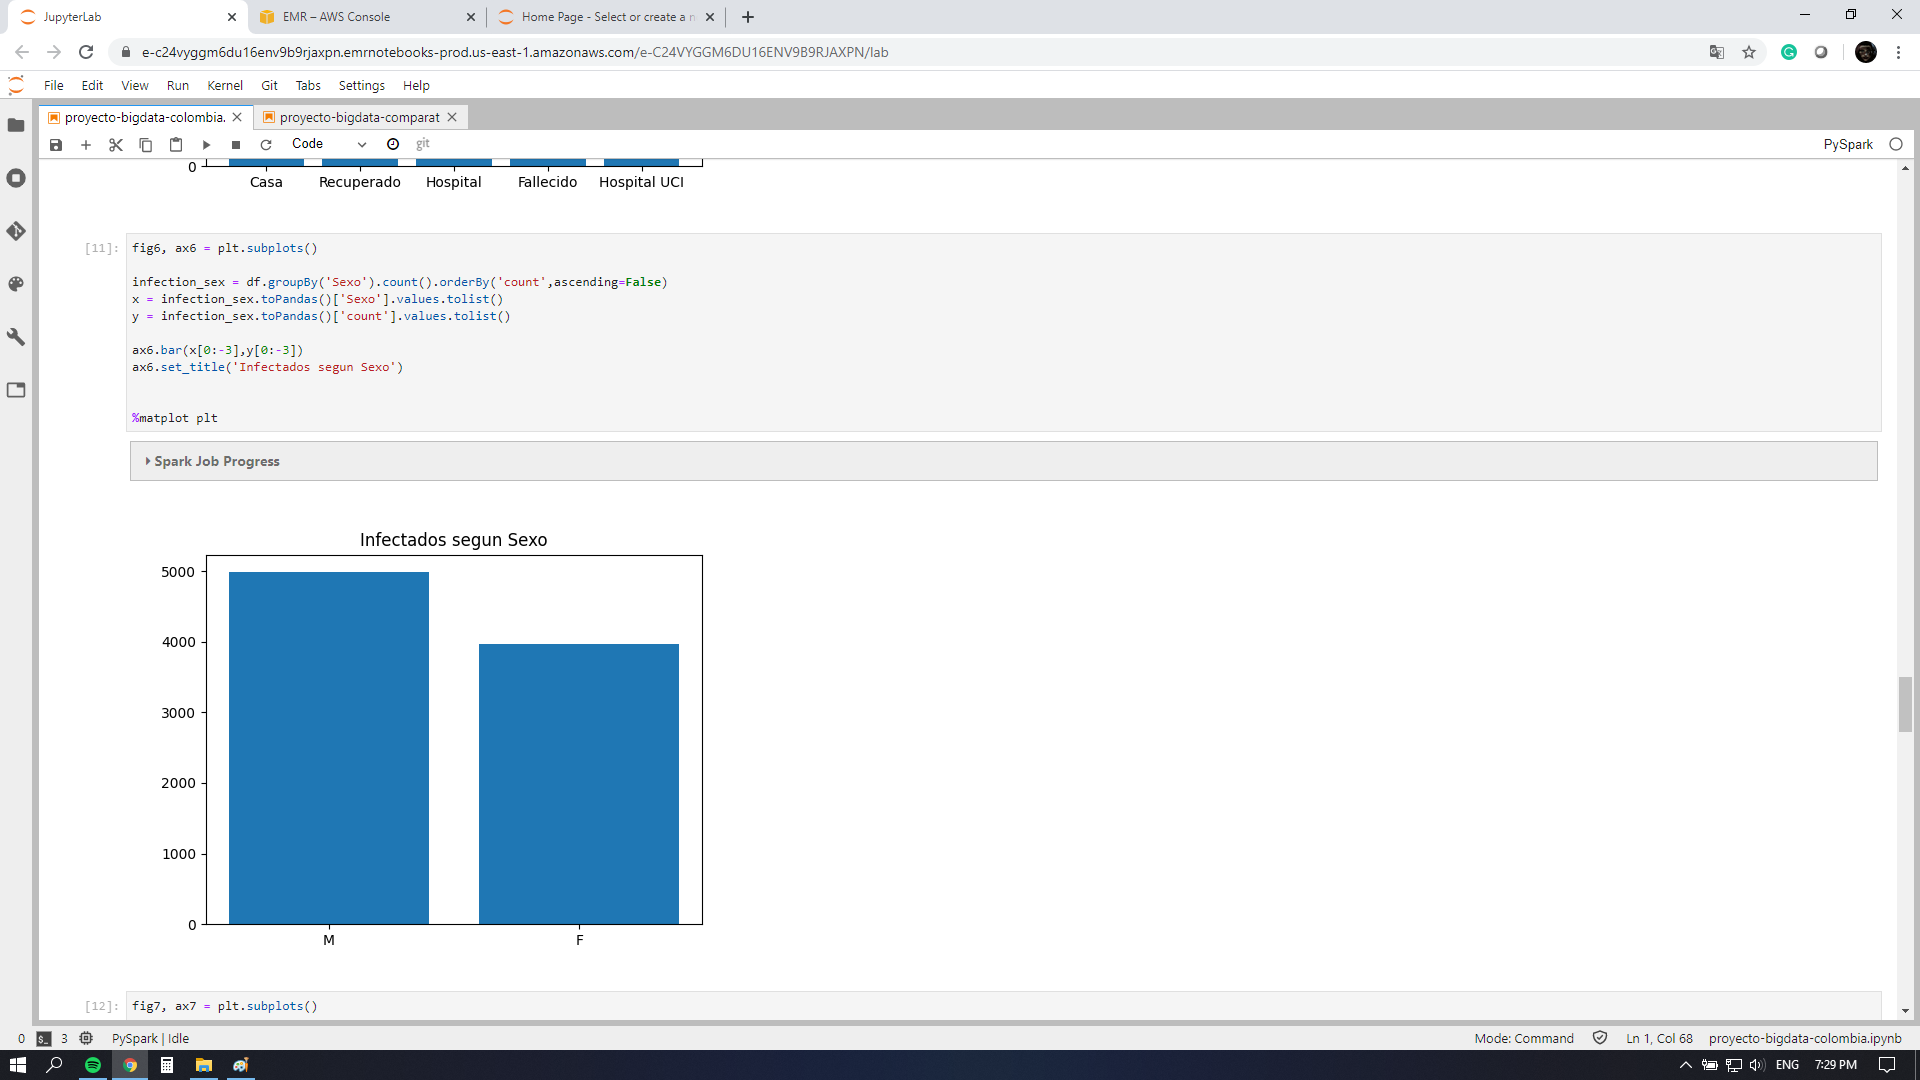 JupyterLab
EMR – AWS Console
Home Page - Select or create a n
e-c24vyggm6du16env9b9rjaxpn.emrnotebooks-prod.us-east-1.amazonaws.com/e-C24VYGGM6DU16ENV9B9RJAXPN/lab
File Edit View Run Kernel Git Tabs Settings Help
proyecto-bigdata-colombia.
proyecto-bigdata-comparat
Code
git
PySpark
0
Casa Recuperado Hospital Fallecido Hospital UCI
[11]:
fig6, ax6 = plt.subplots()
infection_sex = df.groupBy('Sexo').count().orderBy('count',ascending=False)
x = infection_sex.toPandas()['Sexo'].values.tolist()
y = infection_sex.toPandas()['count'].values.tolist()
ax6.bar(x[0:-3],y[0:-3])
ax6.set_title('Infectados segun Sexo')
%matplot plt
Spark Job Progress
Infectados segun Sexo
5000
4000
3000
2000
1000
0
M F
[12]:
fig7, ax7 = plt.subplots()
0 $_ 3 PySpark | Idle
Mode: Command Ln 1, Col 68 proyecto-bigdata-colombia.ipynb
ENG 7:29 PM